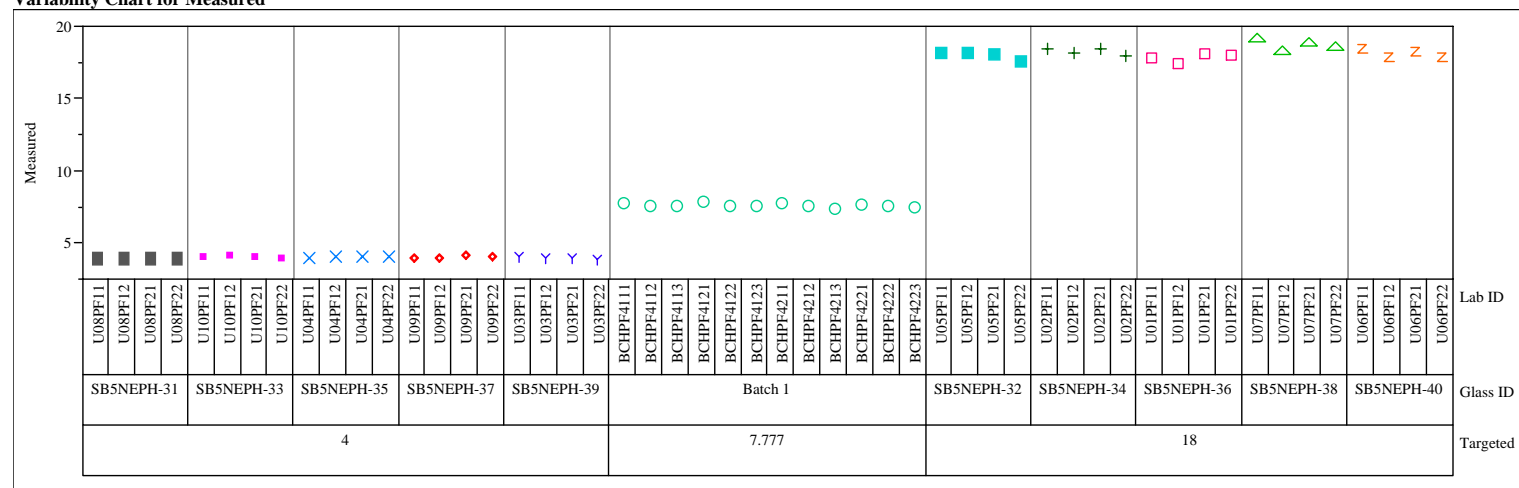 Variability Chart for Measured
20
15
10
5
Measured
U08PF11 U08PF12 U08PF21 U08PF22 U10PF11 U10PF12 U10PF21 U10PF22 U04PF11 U04PF12 U04PF21 U04PF22 U09PF11 U09PF12 U09PF21 U09PF22 U03PF11 U03PF12 U03PF21 U03PF22 BCHPF4111 BCHPF4112 BCHPF4113 BCHPF4121 BCHPF4122 BCHPF4123 BCHPF4211 BCHPF4212 BCHPF4213 BCHPF4221 BCHPF4222 BCHPF4223 U05PF11 U05PF12 U05PF21 U05PF22 U02PF11 U02PF12 U02PF21 U02PF22 U01PF11 U01PF12 U01PF21 U01PF22 U07PF11 U07PF12 U07PF21 U07PF22 U06PF11 U06PF12 U06PF21 U06PF22 Lab ID
SB5NEPH-31 SB5NEPH-33 SB5NEPH-35 SB5NEPH-37 SB5NEPH-39 Batch 1 SB5NEPH-32 SB5NEPH-34 SB5NEPH-36 SB5NEPH-38 SB5NEPH-40 Glass ID
4 7.777 18 Targeted